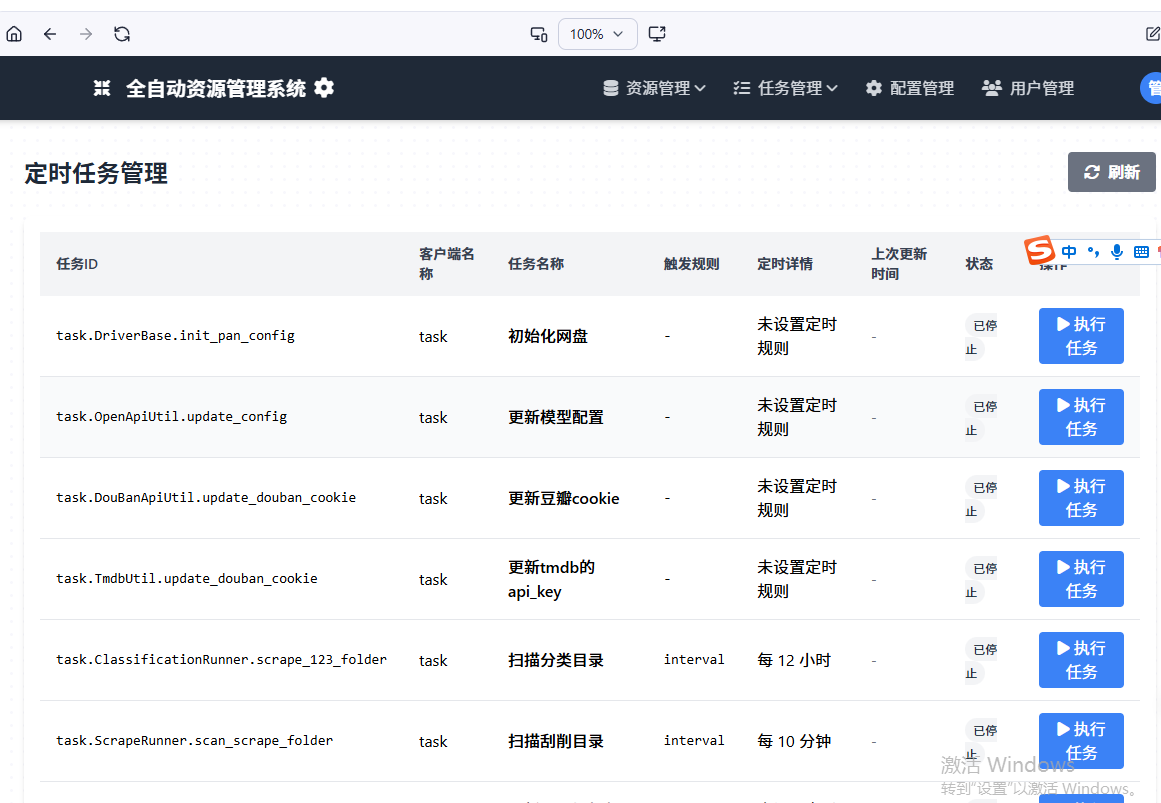 100%
全自动资源管理系统
资源管理
任务管理
配置管理
用户管理
管
定时任务管理
刷新
任务ID
客户端名
称
任务名称
触发规则
定时详情
上次更新
时间
状态
操作
中
task.DriverBase.init_pan_config
task
初始化网盘
-
未设置定时
规则
-
已停
止
执行
任务
task.OpenApiUtil.update_config
task
更新模型配置
-
未设置定时
规则
-
已停
止
执行
任务
task.DouBanApiUtil.update_douban_cookie
task
更新豆瓣cookie
-
未设置定时
规则
-
已停
止
执行
任务
task.TmdbUtil.update_douban_cookie
task
更新tmdb的
api_key
-
未设置定时
规则
-
已停
止
执行
任务
task.ClassificationRunner.scrape_123_folder
task
扫描分类目录
interval
每 12 小时
-
已停
止
执行
任务
task.ScrapeRunner.scan_scrape_folder
task
扫描刮削目录
interval
每 10 分钟
-
已停
止
执行
任务
激活 Windows
转到"设置"以激活 Windows。